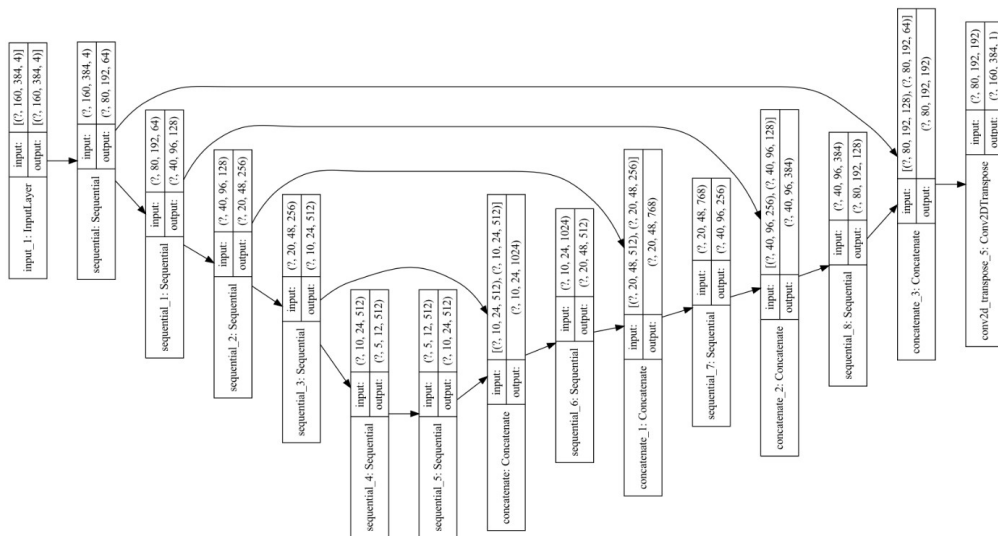 input_1: InputLayer
input: [(?, 160, 384, 4)]
output: [(?, 160, 384, 4)]
sequential: Sequential
input: (?, 160, 384, 4)
output: (?, 80, 192, 64)
sequential_1: Sequential
input: (?, 80, 192, 64)
output: (?, 40, 96, 128)
sequential_2: Sequential
input: (?, 40, 96, 128)
output: (?, 20, 48, 256)
sequential_3: Sequential
input: (?, 20, 48, 256)
output: (?, 10, 24, 512)
sequential_4: Sequential
input: (?, 10, 24, 512)
output: (?, 5, 12, 512)
sequential_5: Sequential
input: (?, 5, 12, 512)
output: (?, 10, 24, 512)
concatenate: Concatenate
input: [(?, 10, 24, 512), (?, 10, 24, 512)]
output: (?, 10, 24, 1024)
sequential_6: Sequential
input: (?, 10, 24, 1024)
output: (?, 20, 48, 512)
concatenate_1: Concatenate
input: [(?, 20, 48, 512), (?, 20, 48, 256)]
output: (?, 20, 48, 768)
sequential_7: Sequential
input: (?, 20, 48, 768)
output: (?, 40, 96, 256)
concatenate_2: Concatenate
input: [(?, 40, 96, 256), (?, 40, 96, 128)]
output: (?, 40, 96, 384)
sequential_8: Sequential
input: (?, 40, 96, 384)
output: (?, 80, 192, 128)
concatenate_3: Concatenate
input: [(?, 80, 192, 128), (?, 80, 192, 64)]
output: (?, 80, 192, 192)
conv2d_transpose_5: Conv2DTranspose
input: (?, 80, 192, 192)
output: (?, 160, 384, 1)